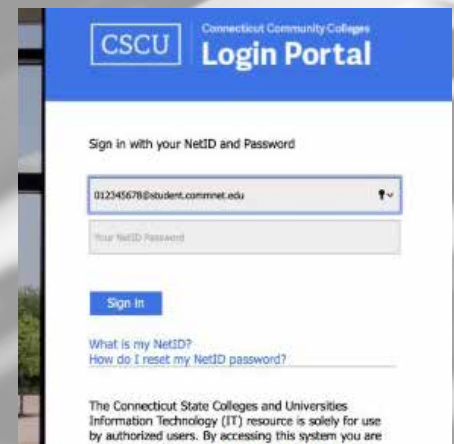 CSCU
Connecticut Community Colleges
Login Portal
Sign in with your NetID and Password
012345678@student.commnet.edu
Your NetID Password
Sign In
What is my NetID?
How do I reset my NetID password?
The Connecticut State Colleges and Universities
Information Technology (IT) resource is solely for use
by authorized users. By accessing this system you are